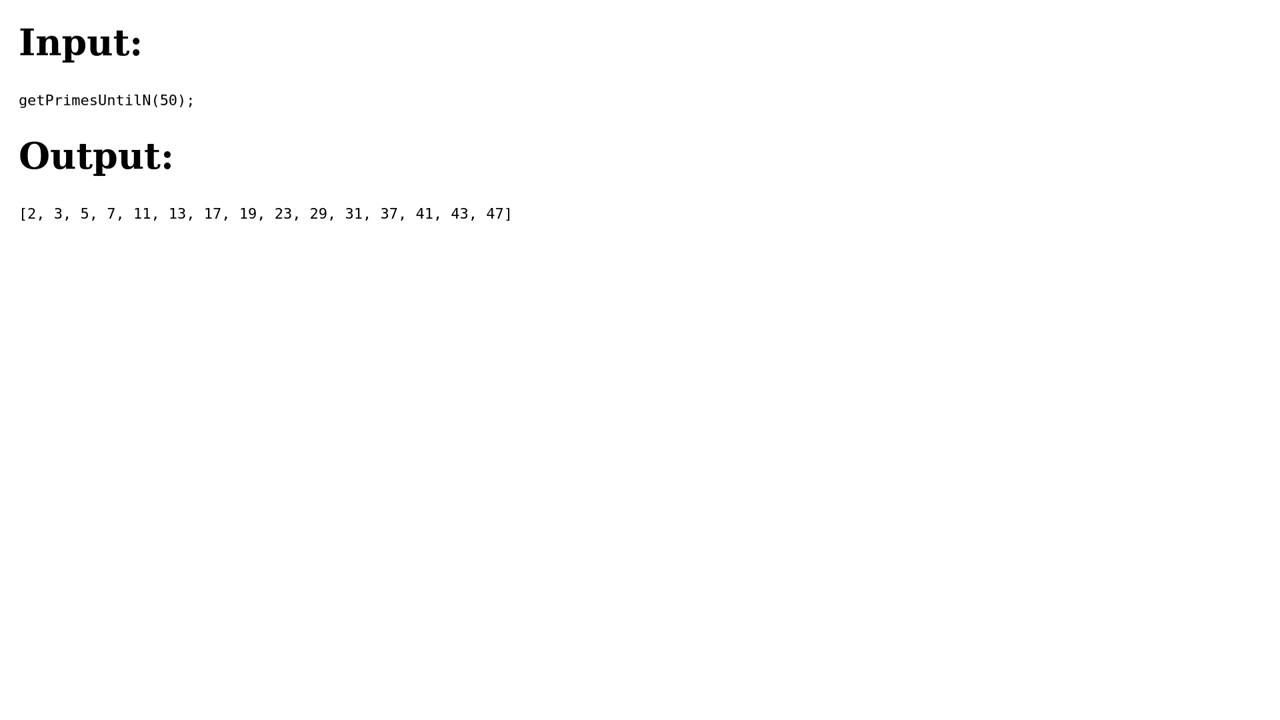 Input:
getPrimesUntilN(50);
Output:
[2, 3, 5, 7, 11, 13, 17, 19, 23, 29, 31, 37, 41, 43, 47]